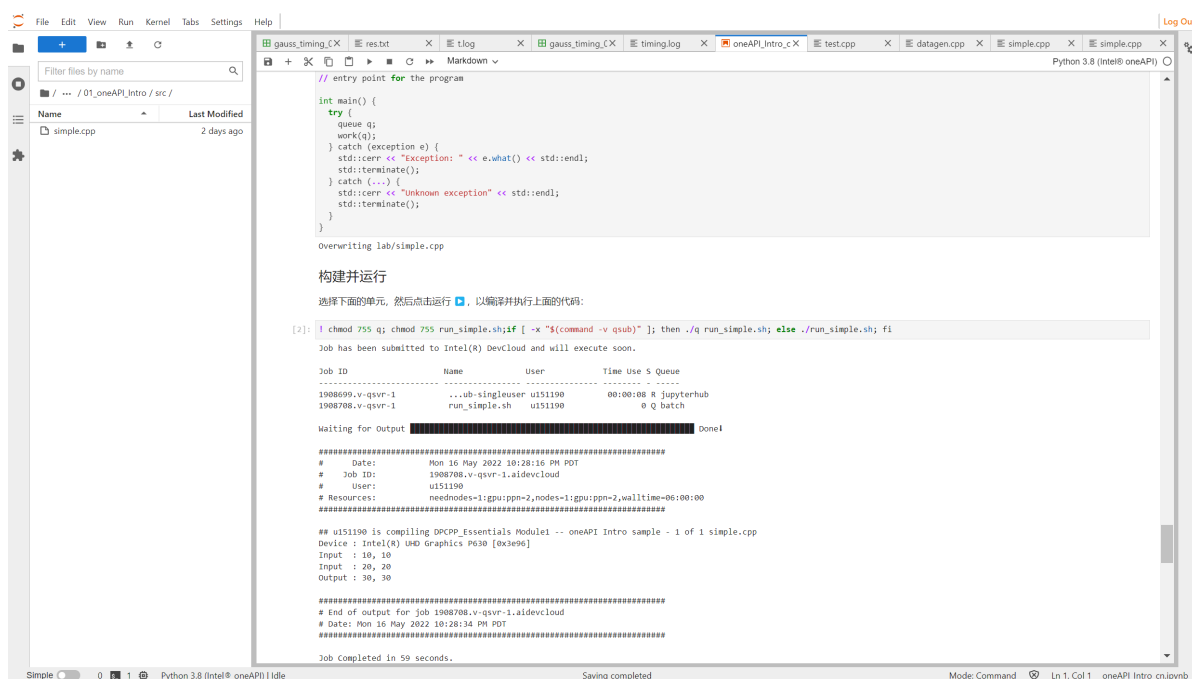 File Edit View Run Kernel Tabs Settings Help
Log Ou
gauss_timing_(
res.txt
t.log
gauss_timing_(
timing.log
oneAPI_Intro_c
test.cpp
datagen.cpp
simple.cpp
simple.cpp
Markdown
Python 3.8 (Intel® oneAPI)
Filter files by name
/ ... / 01_oneAPI_Intro / src /
Name Last Modified
simple.cpp 2 days ago
// entry point for the program
int main() {
try {
queue q;
work(q);
} catch (exception e) {
std::cerr << "Exception: " << e.what() << std::endl;
std::terminate();
} catch (...) {
std::cerr << "Unknown exception" << std::endl;
std::terminate();
}
}
Overwriting lab/simple.cpp
构建并运行
选择下面的单元，然后点击运行 ，以编译并执行上面的代码：
[2]: ! chmod 755 q; chmod 755 run_simple.sh;if [ -x "$(command -v qsub)" ]; then ./q run_simple.sh; else ./run_simple.sh; fi
Job has been submitted to Intel(R) DevCloud and will execute soon.
Job ID Name User Time Use S Queue
------------------------- ---------------- --------------- -------- - -----
1908699.v-qsvr-1 ...ub-singleuser u151190 00:00:08 R jupyterhub
1908708.v-qsvr-1 run_simple.sh u151190 0 Q batch
Waiting for Output ████████████████████████████████████████████████████████████ Done⬇
########################################################################
# Date: Mon 16 May 2022 10:28:16 PM PDT
# Job ID: 1908708.v-qsvr-1.aidevcloud
# User: u151190
# Resources: neednodes=1:gpu:ppn=2,nodes=1:gpu:ppn=2,walltime=06:00:00
########################################################################
## u151190 is compiling DPCPP_Essentials Module1 -- oneAPI Intro sample - 1 of 1 simple.cpp
Device : Intel(R) UHD Graphics P630 [0x3e96]
Input : 10, 10
Input : 20, 20
Output : 30, 30
########################################################################
# End of output for job 1908708.v-qsvr-1.aidevcloud
# Date: Mon 16 May 2022 10:28:34 PM PDT
########################################################################
Job Completed in 59 seconds.
Simple 0 1 Python 3.8 (Intel® oneAPI) | Idle Saving completed Mode: Command Ln 1, Col 1 oneAPI_Intro_cn.ipynb